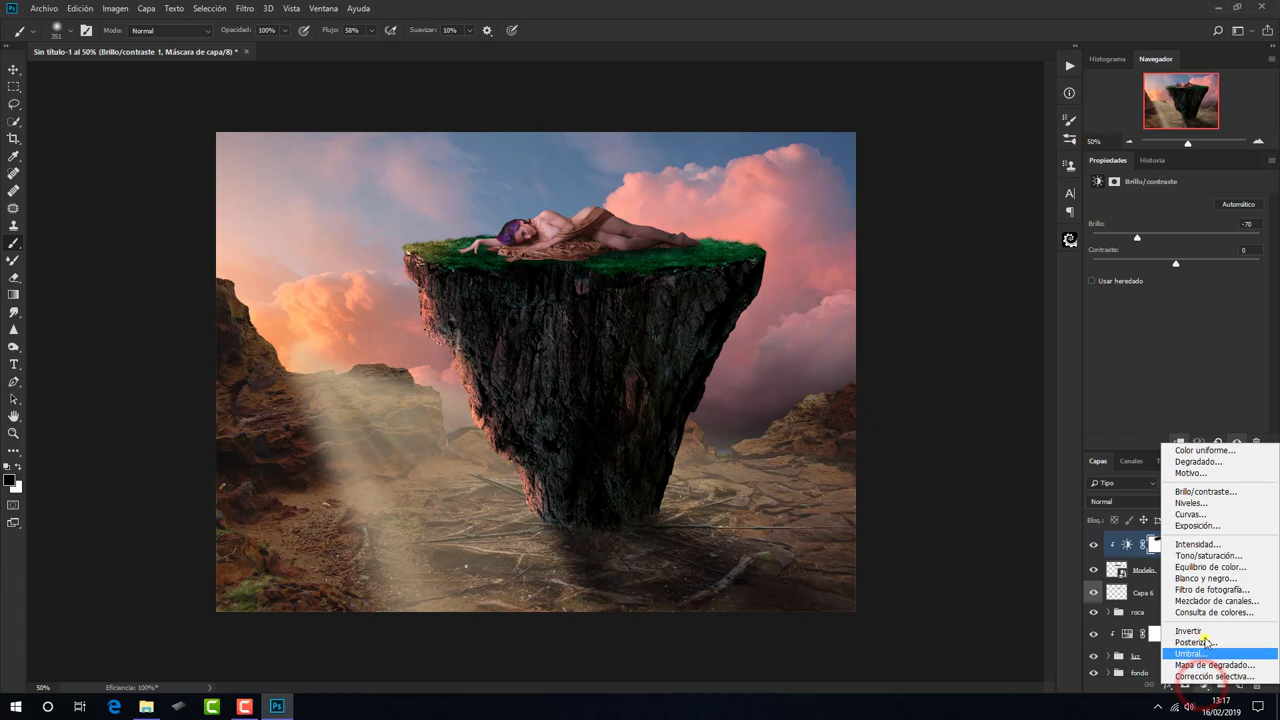 Ps Archivo Edición Imagen Capa Texto Selección Filtro 3D Vista Ventana Ayuda
351 Modo: Normal Opacidad: 100% Flujo: 58% Suavizar: 10%
Sin título-1 al 50% (Brillo/contraste 1, Máscara de capa/8) *
Histograma Navegador
50%
Propiedades Historia
Brillo/contraste
Automático
Brillo: -70
Contraste: 0
Usar heredado
Color uniforme...
Capas Canales T
Degradado...
Motivo...
Tipo
Brillo/contraste...
Normal
Niveles...
Curvas...
Bloq.:
Exposición...
Intensidad...
Tono/saturación...
Equilibrio de color...
Modelo
Blanco y negro...
Filtro de fotografía...
Capa 6
Mezclador de canales...
Consulta de colores...
roca
Invertir
Posterizar...
Umbral...
luz
Mapa de degradado...
fondo
Corrección selectiva...
50% Eficiencia: 100%*
Ps
13:17
16/02/2019